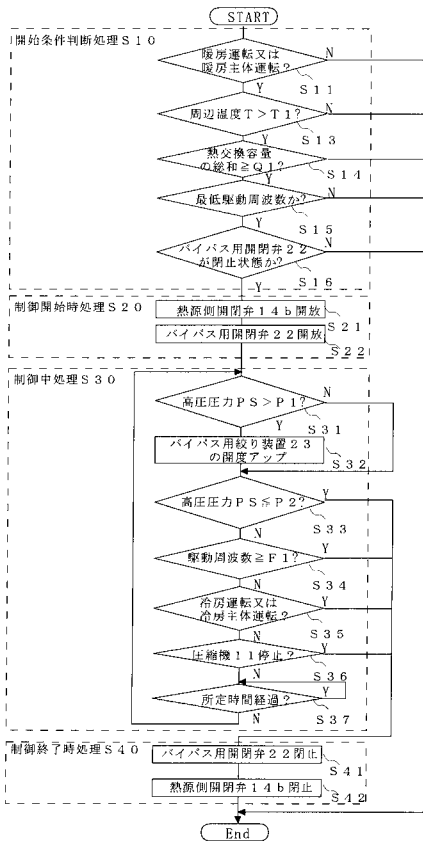 START
開始条件判断処理S10
暖房運転又は
暖房主体運転?
N
S11
Y
周辺温度T>T1?
N
S13
Y
熱交換容量
の総和≧Q1?
S14
Y
最低駆動周波数か?
N
S15
Y
バイパス用開閉弁22
が閉止状態か?
N
S16
Y
制御開始時処理S20
熱源側開閉弁14b開放
S21
バイパス用開閉弁22開放
S22
制御中処理S30
高圧圧力PS>P1?
N
S31
Y
バイパス用絞り装置23
の開度アップ
S32
高圧圧力PS≦P2?
Y
S33
N
駆動周波数≧F1?
Y
S34
N
冷房運転又は
冷房主体運転?
Y
S35
N
圧縮機11停止?
Y
S36
N
所定時間経過?
Y
S37
N
制御終了時処理S40
バイパス用開閉弁22閉止
S41
熱源側開閉弁14b閉止
S42
End